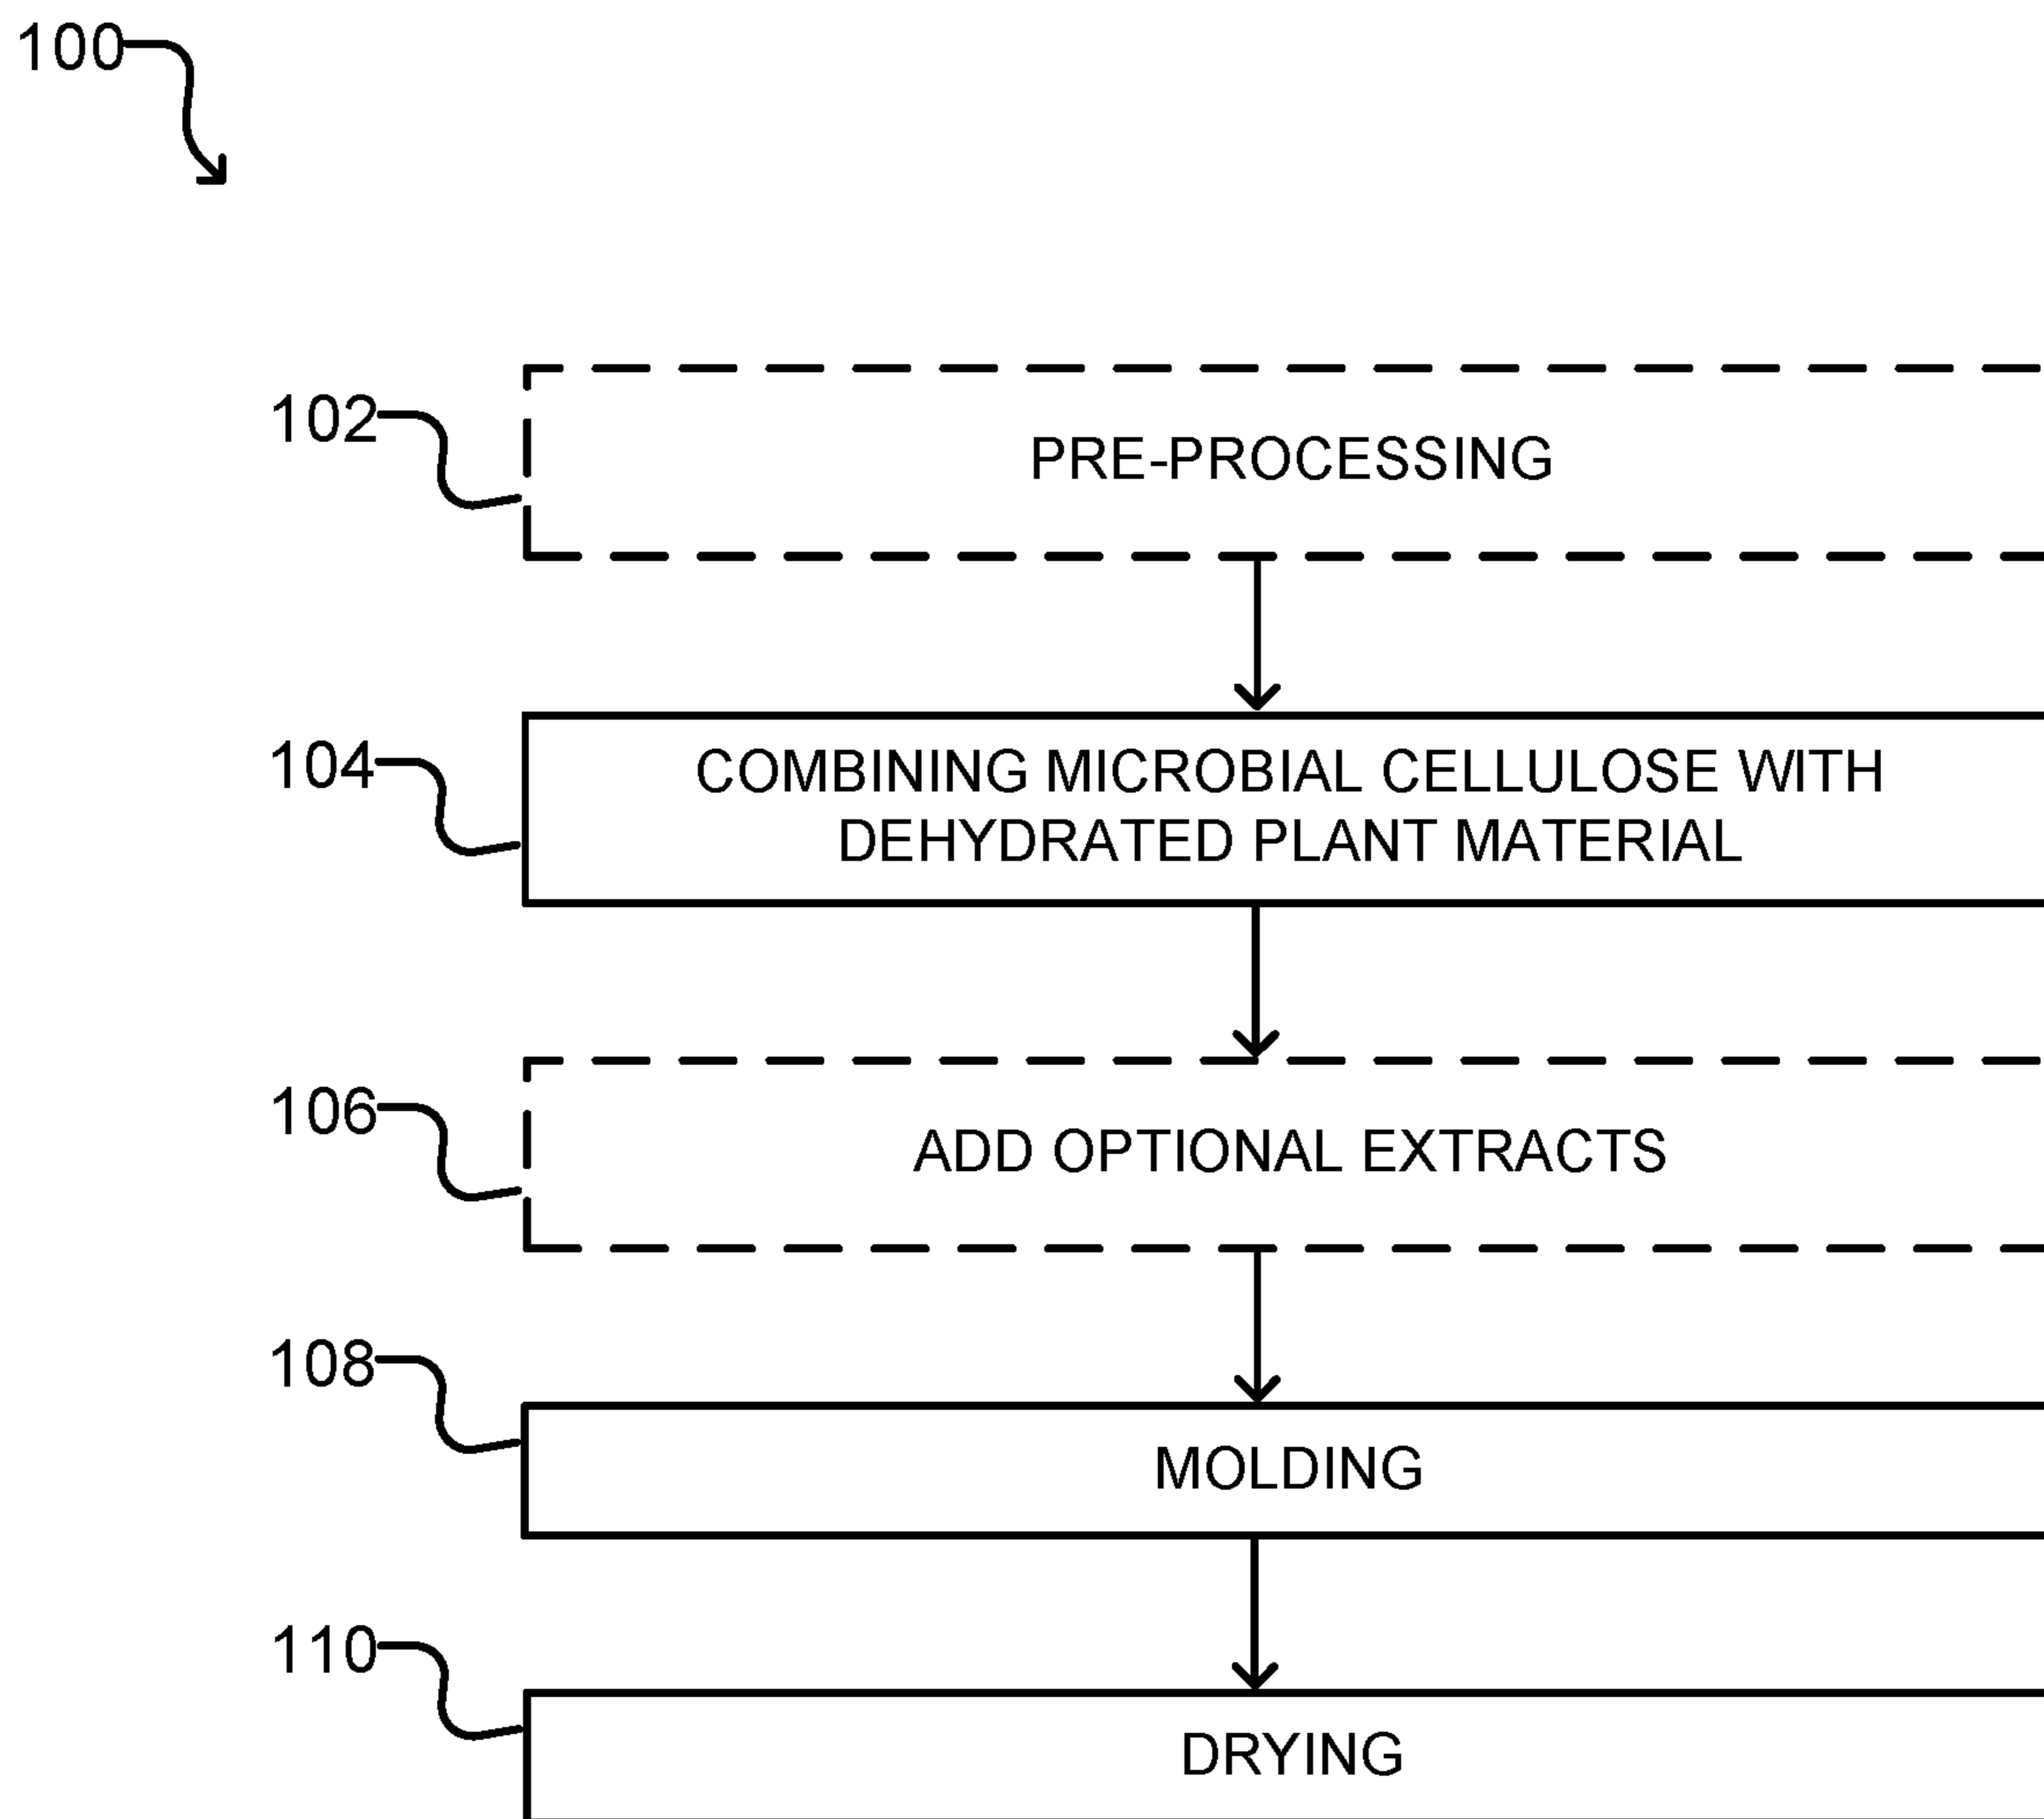 100
102
PRE-PROCESSING
104
COMBINING MICROBIAL CELLULOSE WITH
DEHYDRATED PLANT MATERIAL
106
ADD OPTIONAL EXTRACTS
108
MOLDING
110
DRYING